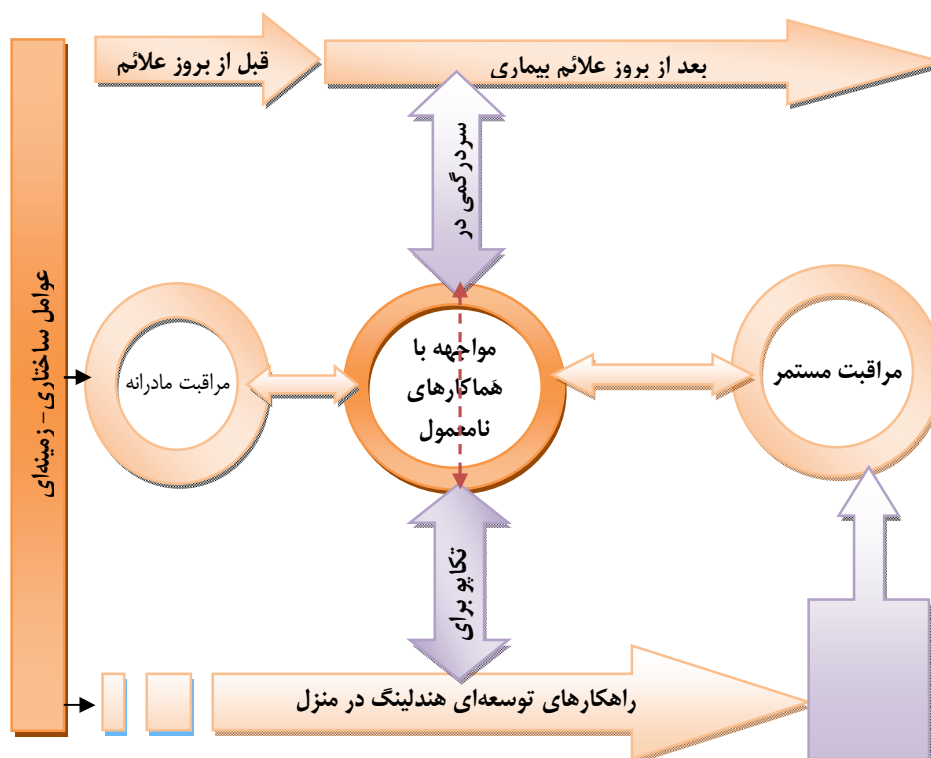 قبل از بروز علائم
بعد از بروز علائم بیماری
سردرگمی در
عوامل ساختاری- زمینه‌ای
مراقبت مادرانه
مواجهه با
هَماکارهای
نامعمول
مراقبت مستمر
تکاپو برای
راهکارهای توسعه‌ای هندلینگ در منزل